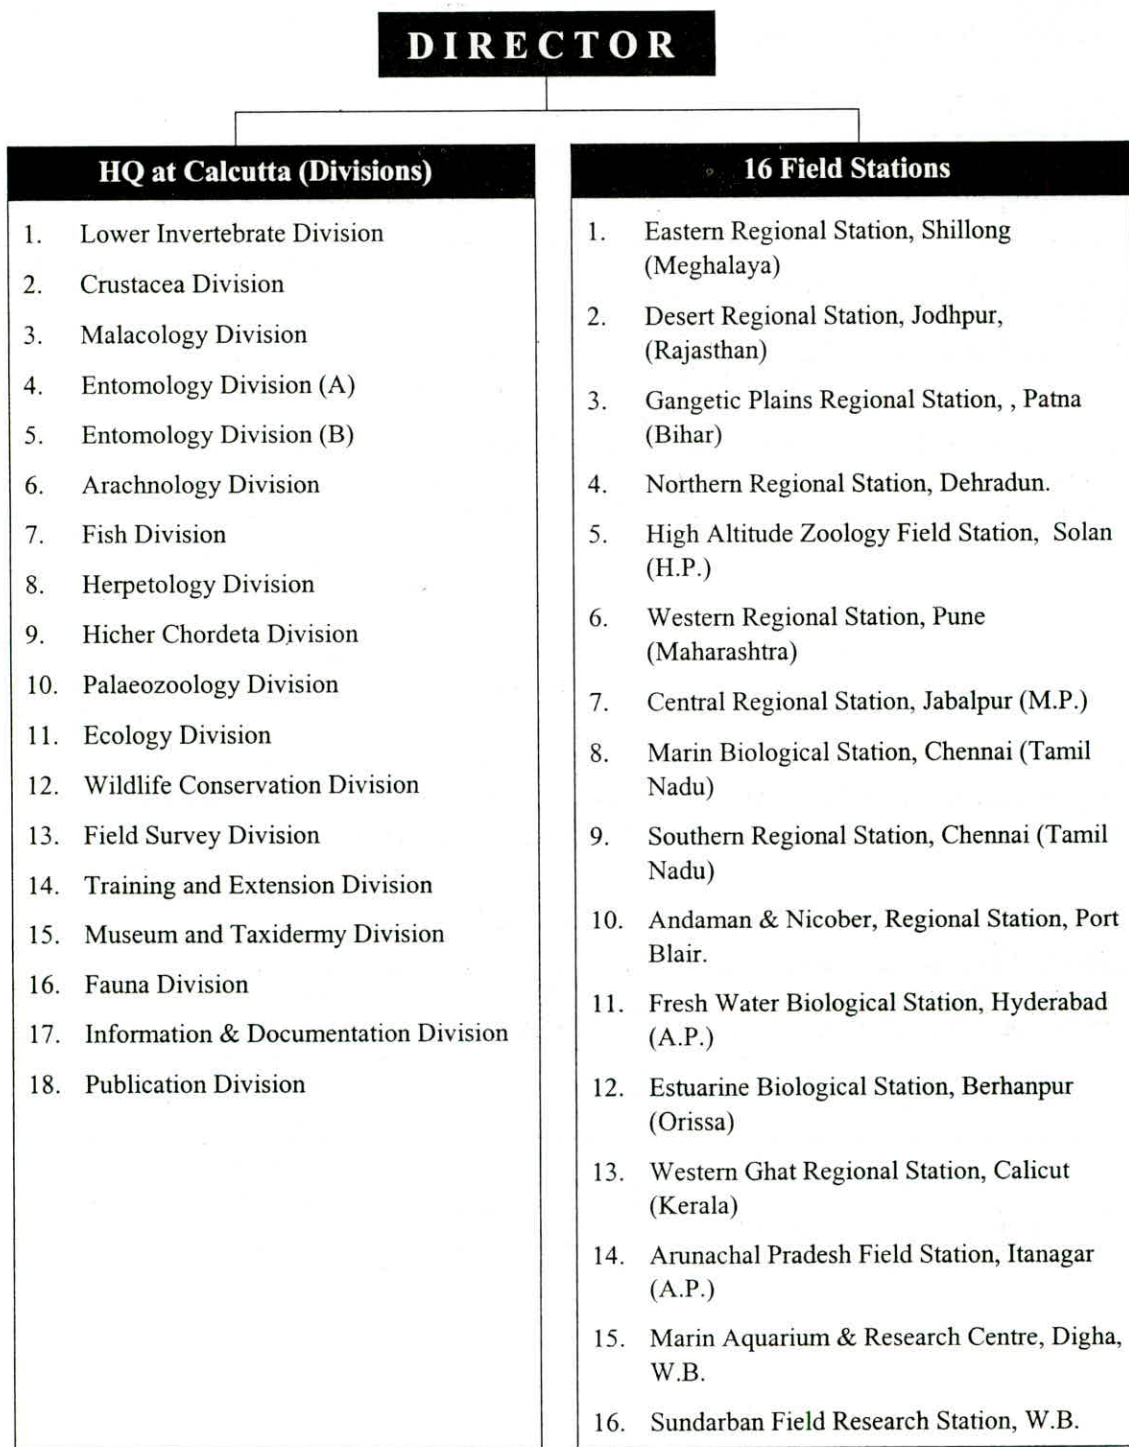 DIRECTOR
HQ at Calcutta (Divisions)
1. Lower Invertebrate Division
2. Crustacea Division
3. Malacology Division
4. Entomology Division (A)
5. Entomology Division (B)
6. Arachnology Division
7. Fish Division
8. Herpetology Division
9. Hicher Chordeta Division
10. Palaeozoology Division
11. Ecology Division
12. Wildlife Conservation Division
13. Field Survey Division
14. Training and Extension Division
15. Museum and Taxidermy Division
16. Fauna Division
17. Information & Documentation Division
18. Publication Division
16 Field Stations
1. Eastern Regional Station, Shillong
(Meghalaya)
2. Desert Regional Station, Jodhpur,
(Rajasthan)
3. Gangetic Plains Regional Station, , Patna
(Bihar)
4. Northern Regional Station, Dehradun.
5. High Altitude Zoology Field Station, Solan
(H.P.)
6. Western Regional Station, Pune
(Maharashtra)
7. Central Regional Station, Jabalpur (M.P.)
8. Marin Biological Station, Chennai (Tamil
Nadu)
9. Southern Regional Station, Chennai (Tamil
Nadu)
10. Andaman & Nicober, Regional Station, Port
Blair.
11. Fresh Water Biological Station, Hyderabad
(A.P.)
12. Estuarine Biological Station, Berhanpur
(Orissa)
13. Western Ghat Regional Station, Calicut
(Kerala)
14. Arunachal Pradesh Field Station, Itanagar
(A.P.)
15. Marin Aquarium & Research Centre, Digha,
W.B.
16. Sundarban Field Research Station, W.B.